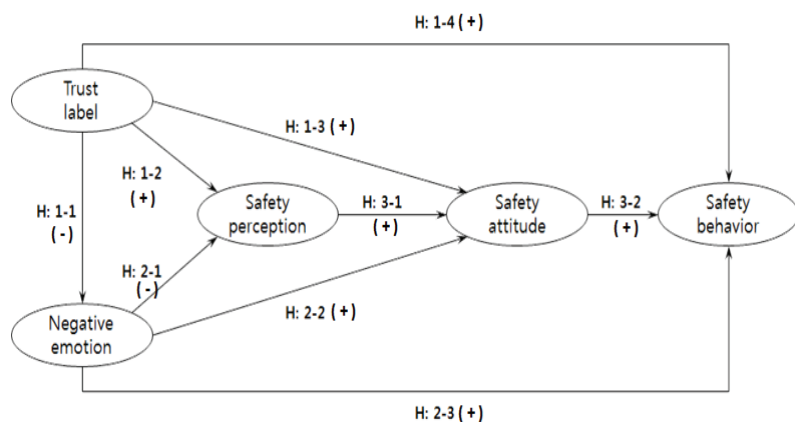 H: 1-4 (+)
Trust
label
H: 1-3 (+)
H: 1-2
(+)
H: 1-1
(-)
Safety
perception
H: 3-1
(+)
Safety
attitude
H: 3-2
(+)
Safety
behavior
H: 2-1
(-)
H: 2-2 (+)
Negative
emotion
H: 2-3 (+)